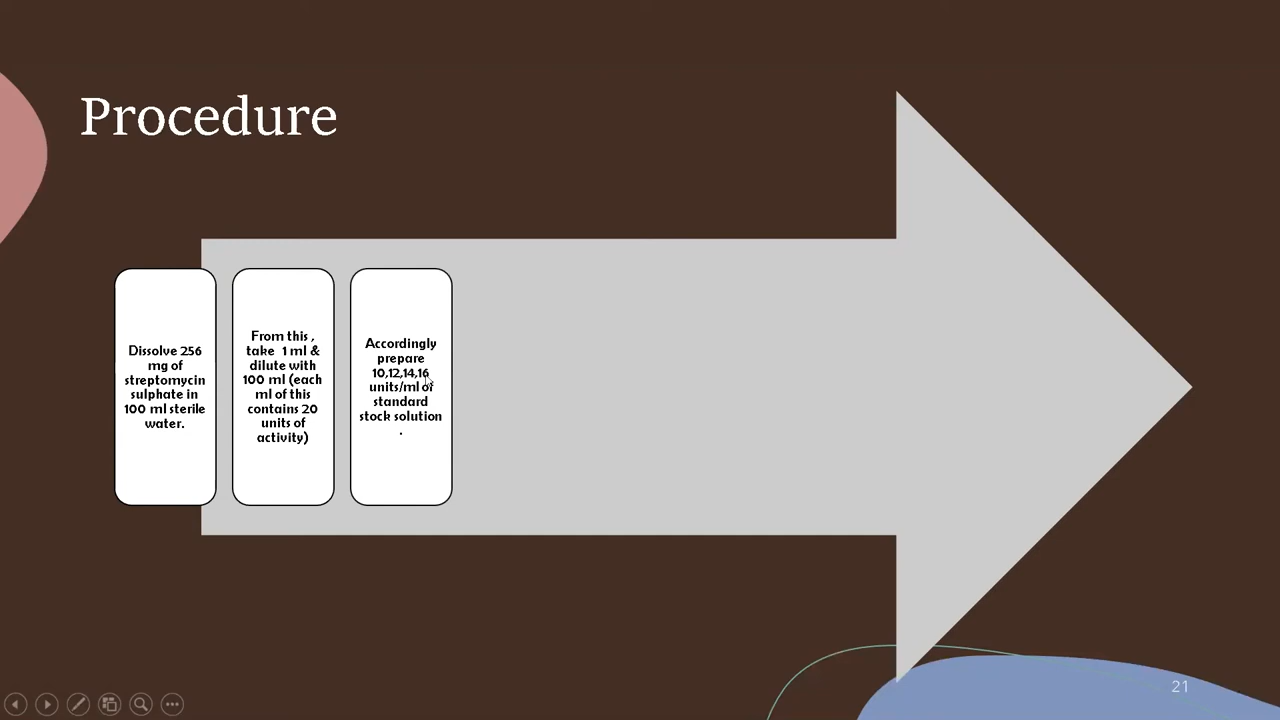 Procedure
Dissolve 256
mg of
streptomycin
sulphate in
100 ml sterile
water.
From this ,
take 1 ml &
dilute with
100 ml (each
ml of this
contains 20
units of
activity)
Accordingly
prepare
10,12,14,16
units/ml of
standard
stock solution
.
21